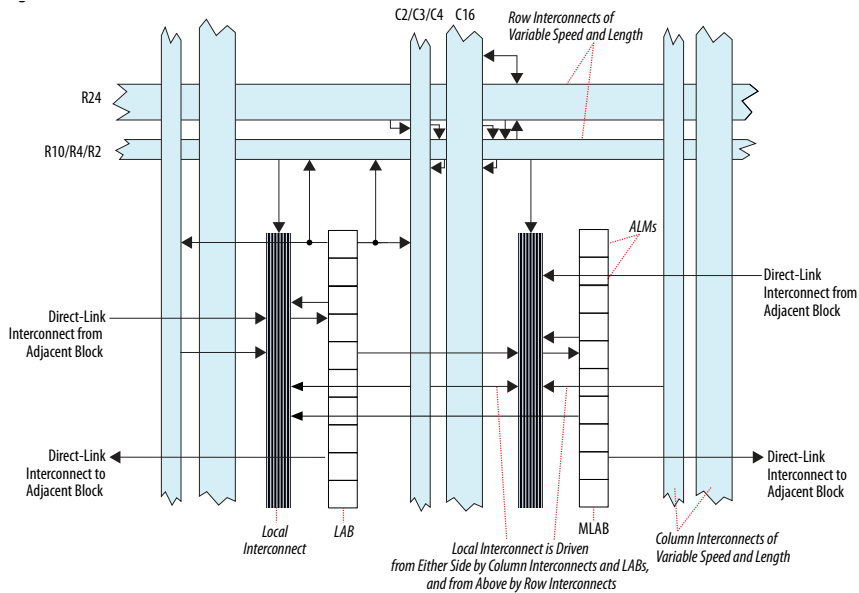 C2/C3/C4 C16
Row Interconnects of
Variable Speed and Length
R24
R10/R4/R2
ALMs
Direct-Link
Interconnect from
Adjacent Block
Direct-Link
Interconnect from
Adjacent Block
Direct-Link
Interconnect to
Adjacent Block
Direct-Link
Interconnect to
Adjacent Block
Local
Interconnect
LAB
MLAB
Local Interconnect is Driven
from Either Side by Column Interconnects and LABs,
and from Above by Row Interconnects
Column Interconnects of
Variable Speed and Length